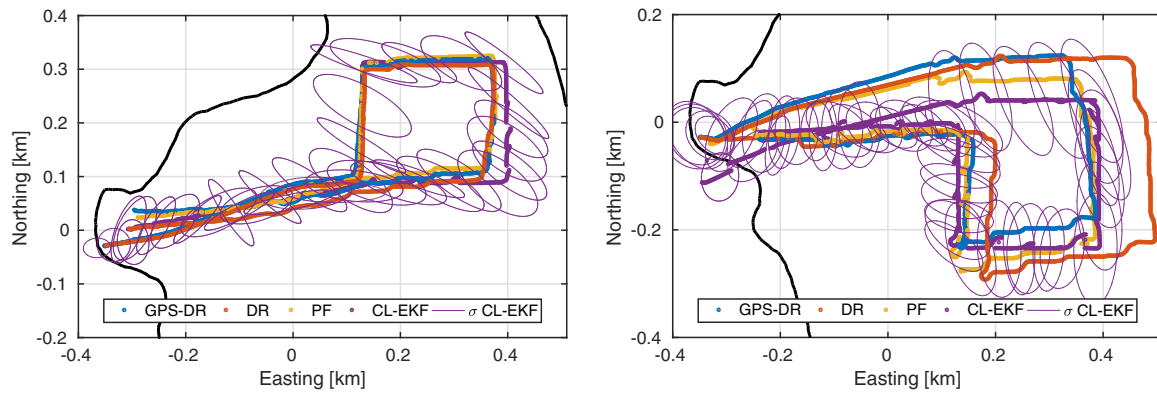 0.4
0.3
0.2
0.1
0
-0.1
-0.2
Northing [km]
GPS-DR DR PF CL-EKF σ CL-EKF
-0.4 -0.2 0 0.2 0.4
Easting [km]
0.2
0
-0.2
-0.4
Northing [km]
GPS-DR DR PF CL-EKF σ CL-EKF
-0.4 -0.2 0 0.2 0.4
Easting [km]